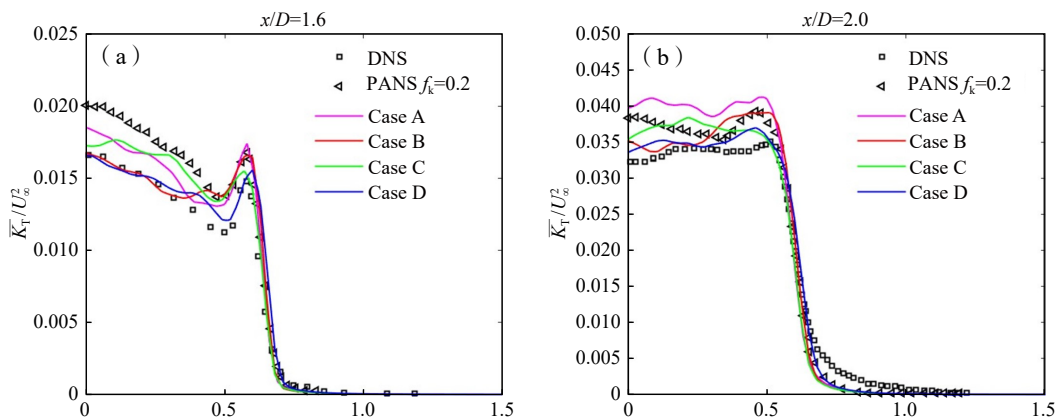 x/D=1.6
(a)
DNS
PANS fk=0.2
Case A
Case B
Case C
Case D
0.025
0.020
0.015
0.010
0.005
0
0
0.5
1.0
1.5
K̅T/U²∞
x/D=2.0
(b)
DNS
PANS fk=0.2
Case A
Case B
Case C
Case D
0.050
0.045
0.040
0.035
0.030
0.025
0.020
0.015
0.010
0.005
0
0
0.5
1.0
1.5
K̅T/U²∞